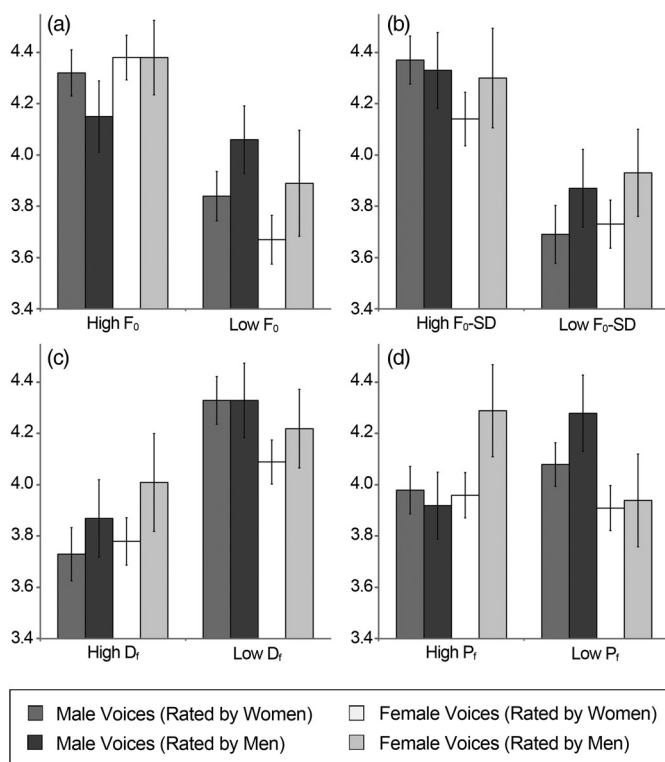 (a)
4.4
4.2
4.0
3.8
3.6
3.4
High F₀
Low F₀
(b)
4.4
4.2
4.0
3.8
3.6
3.4
High F₀-SD
Low F₀-SD
(c)
4.4
4.2
4.0
3.8
3.6
3.4
High Df
Low Df
(d)
4.4
4.2
4.0
3.8
3.6
3.4
High Pf
Low Pf
Male Voices (Rated by Women)
Female Voices (Rated by Women)
Male Voices (Rated by Men)
Female Voices (Rated by Men)